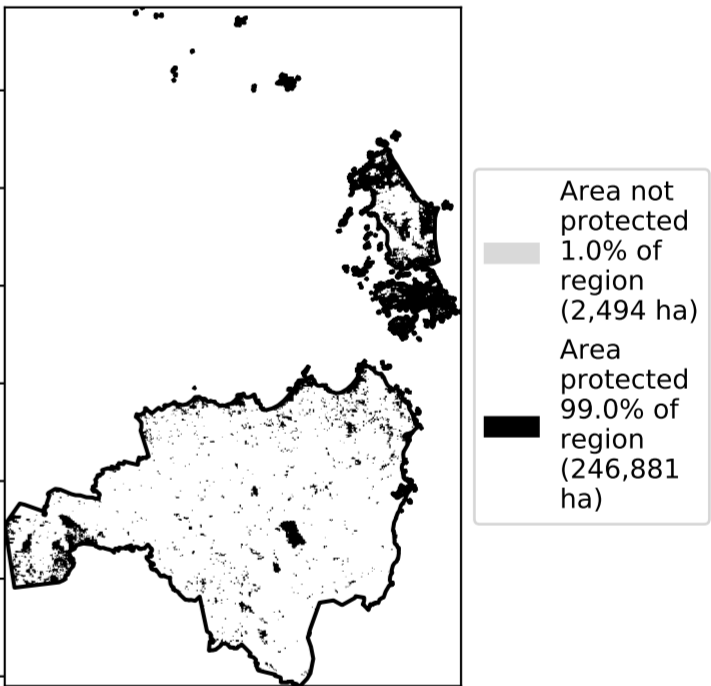 Area not
protected
1.0% of
region
(2,494 ha)
Area
protected
99.0% of
region
(246,881
ha)